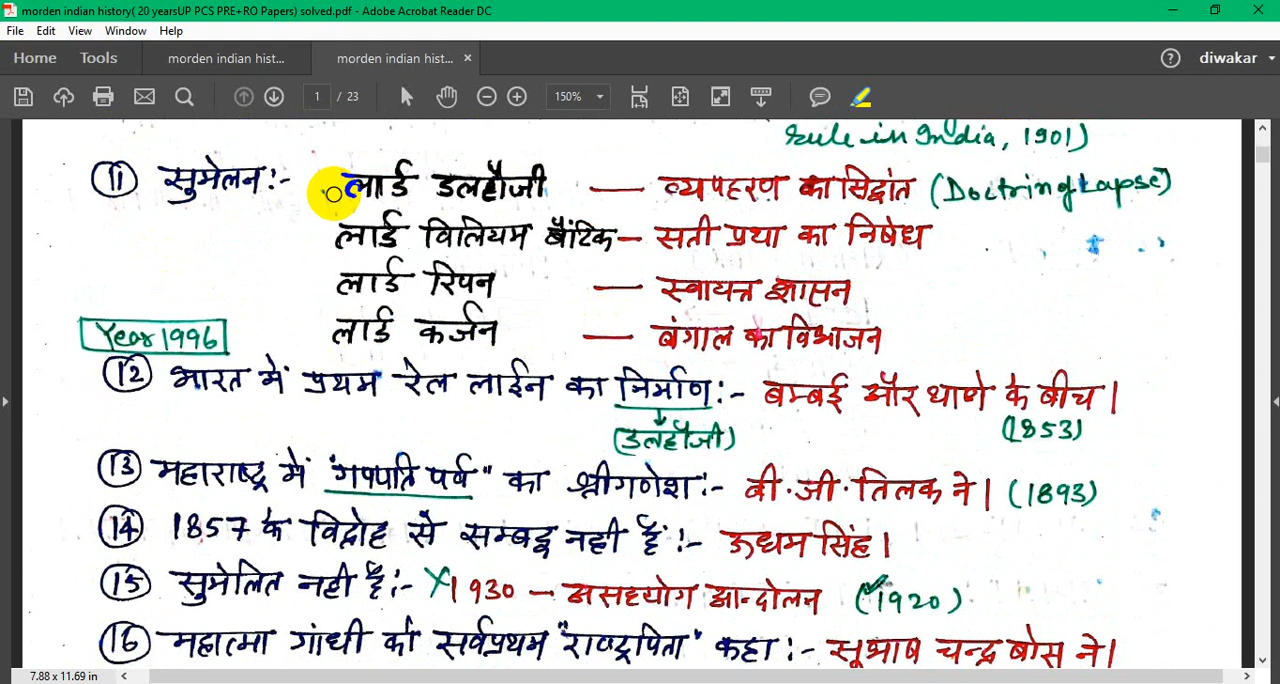 morden indian history( 20 yearsUP PCS PRE+RO Papers) solved.pdf - Adobe Acrobat Reader DC
File Edit View Window Help
Home Tools morden indian hist... morden indian hist... × ? diwakar
1 / 23 150%
Rule in India, 1901)
11 सुमेलन:- लार्ड डलहौजी — व्यपहरण का सिद्धांत (Doctrin of Lapse)
लार्ड विलियम बैंटिक — सती प्रथा का निषेध
लार्ड रिपन — स्वायत्त शासन
लार्ड कर्जन — बंगाल का विभाजन
Year 1996
12 भारत में प्रथम रेल लाईन का निर्माण:- बम्बई और थाणे के बीच।
(डलहौजी) (1853)
13 महाराष्ट्र में "गणपति पर्व" का श्रीगणेश:- बी.जी.तिलक ने। (1893)
14 1857 के विद्रोह से सम्बद्ध नही है:- ऊधम सिंह।
15 सुमेलित नही है:- ✗1930 — असहयोग आन्दोलन (✓1920)
16 महात्मा गांधी को सर्वप्रथम "राष्ट्रपिता" कहा:- सुभाष चन्द्र बोस ने।
7.88 x 11.69 in